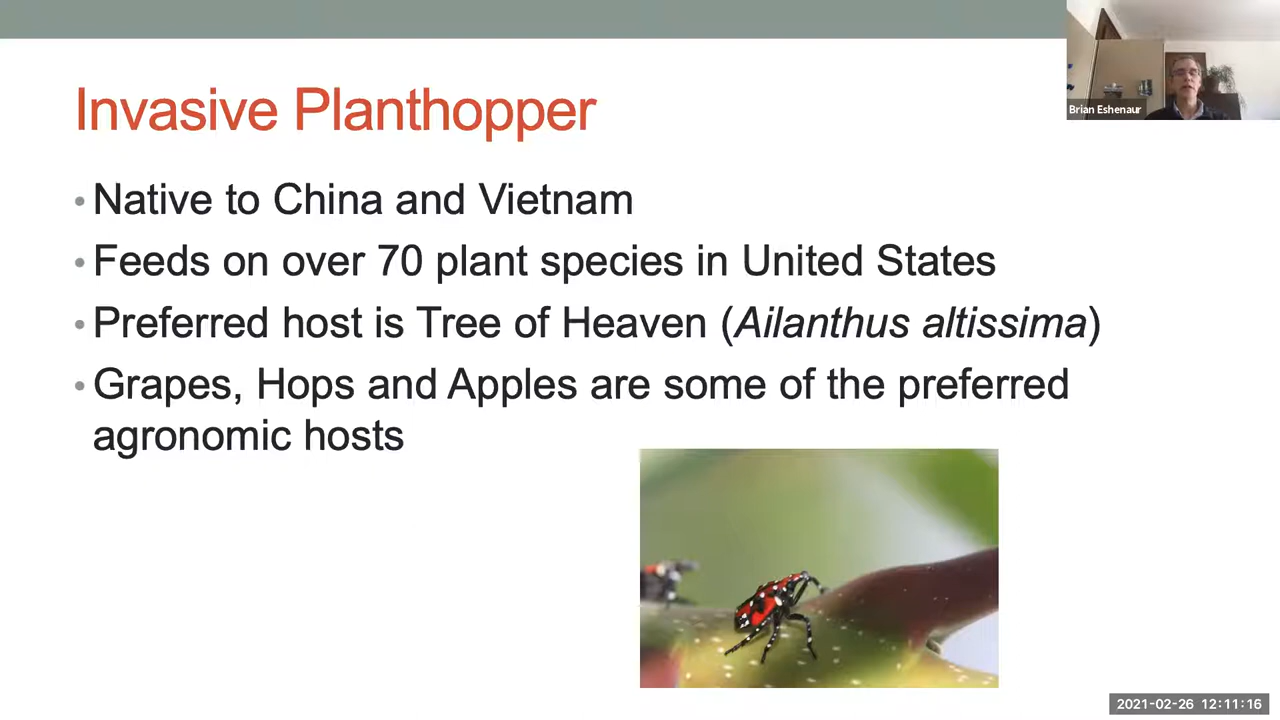 Invasive Planthopper
• Native to China and Vietnam
• Feeds on over 70 plant species in United States
• Preferred host is Tree of Heaven (Ailanthus altissima)
• Grapes, Hops and Apples are some of the preferred
agronomic hosts
Brian Eshenaur
2021-02-26 12:11:16